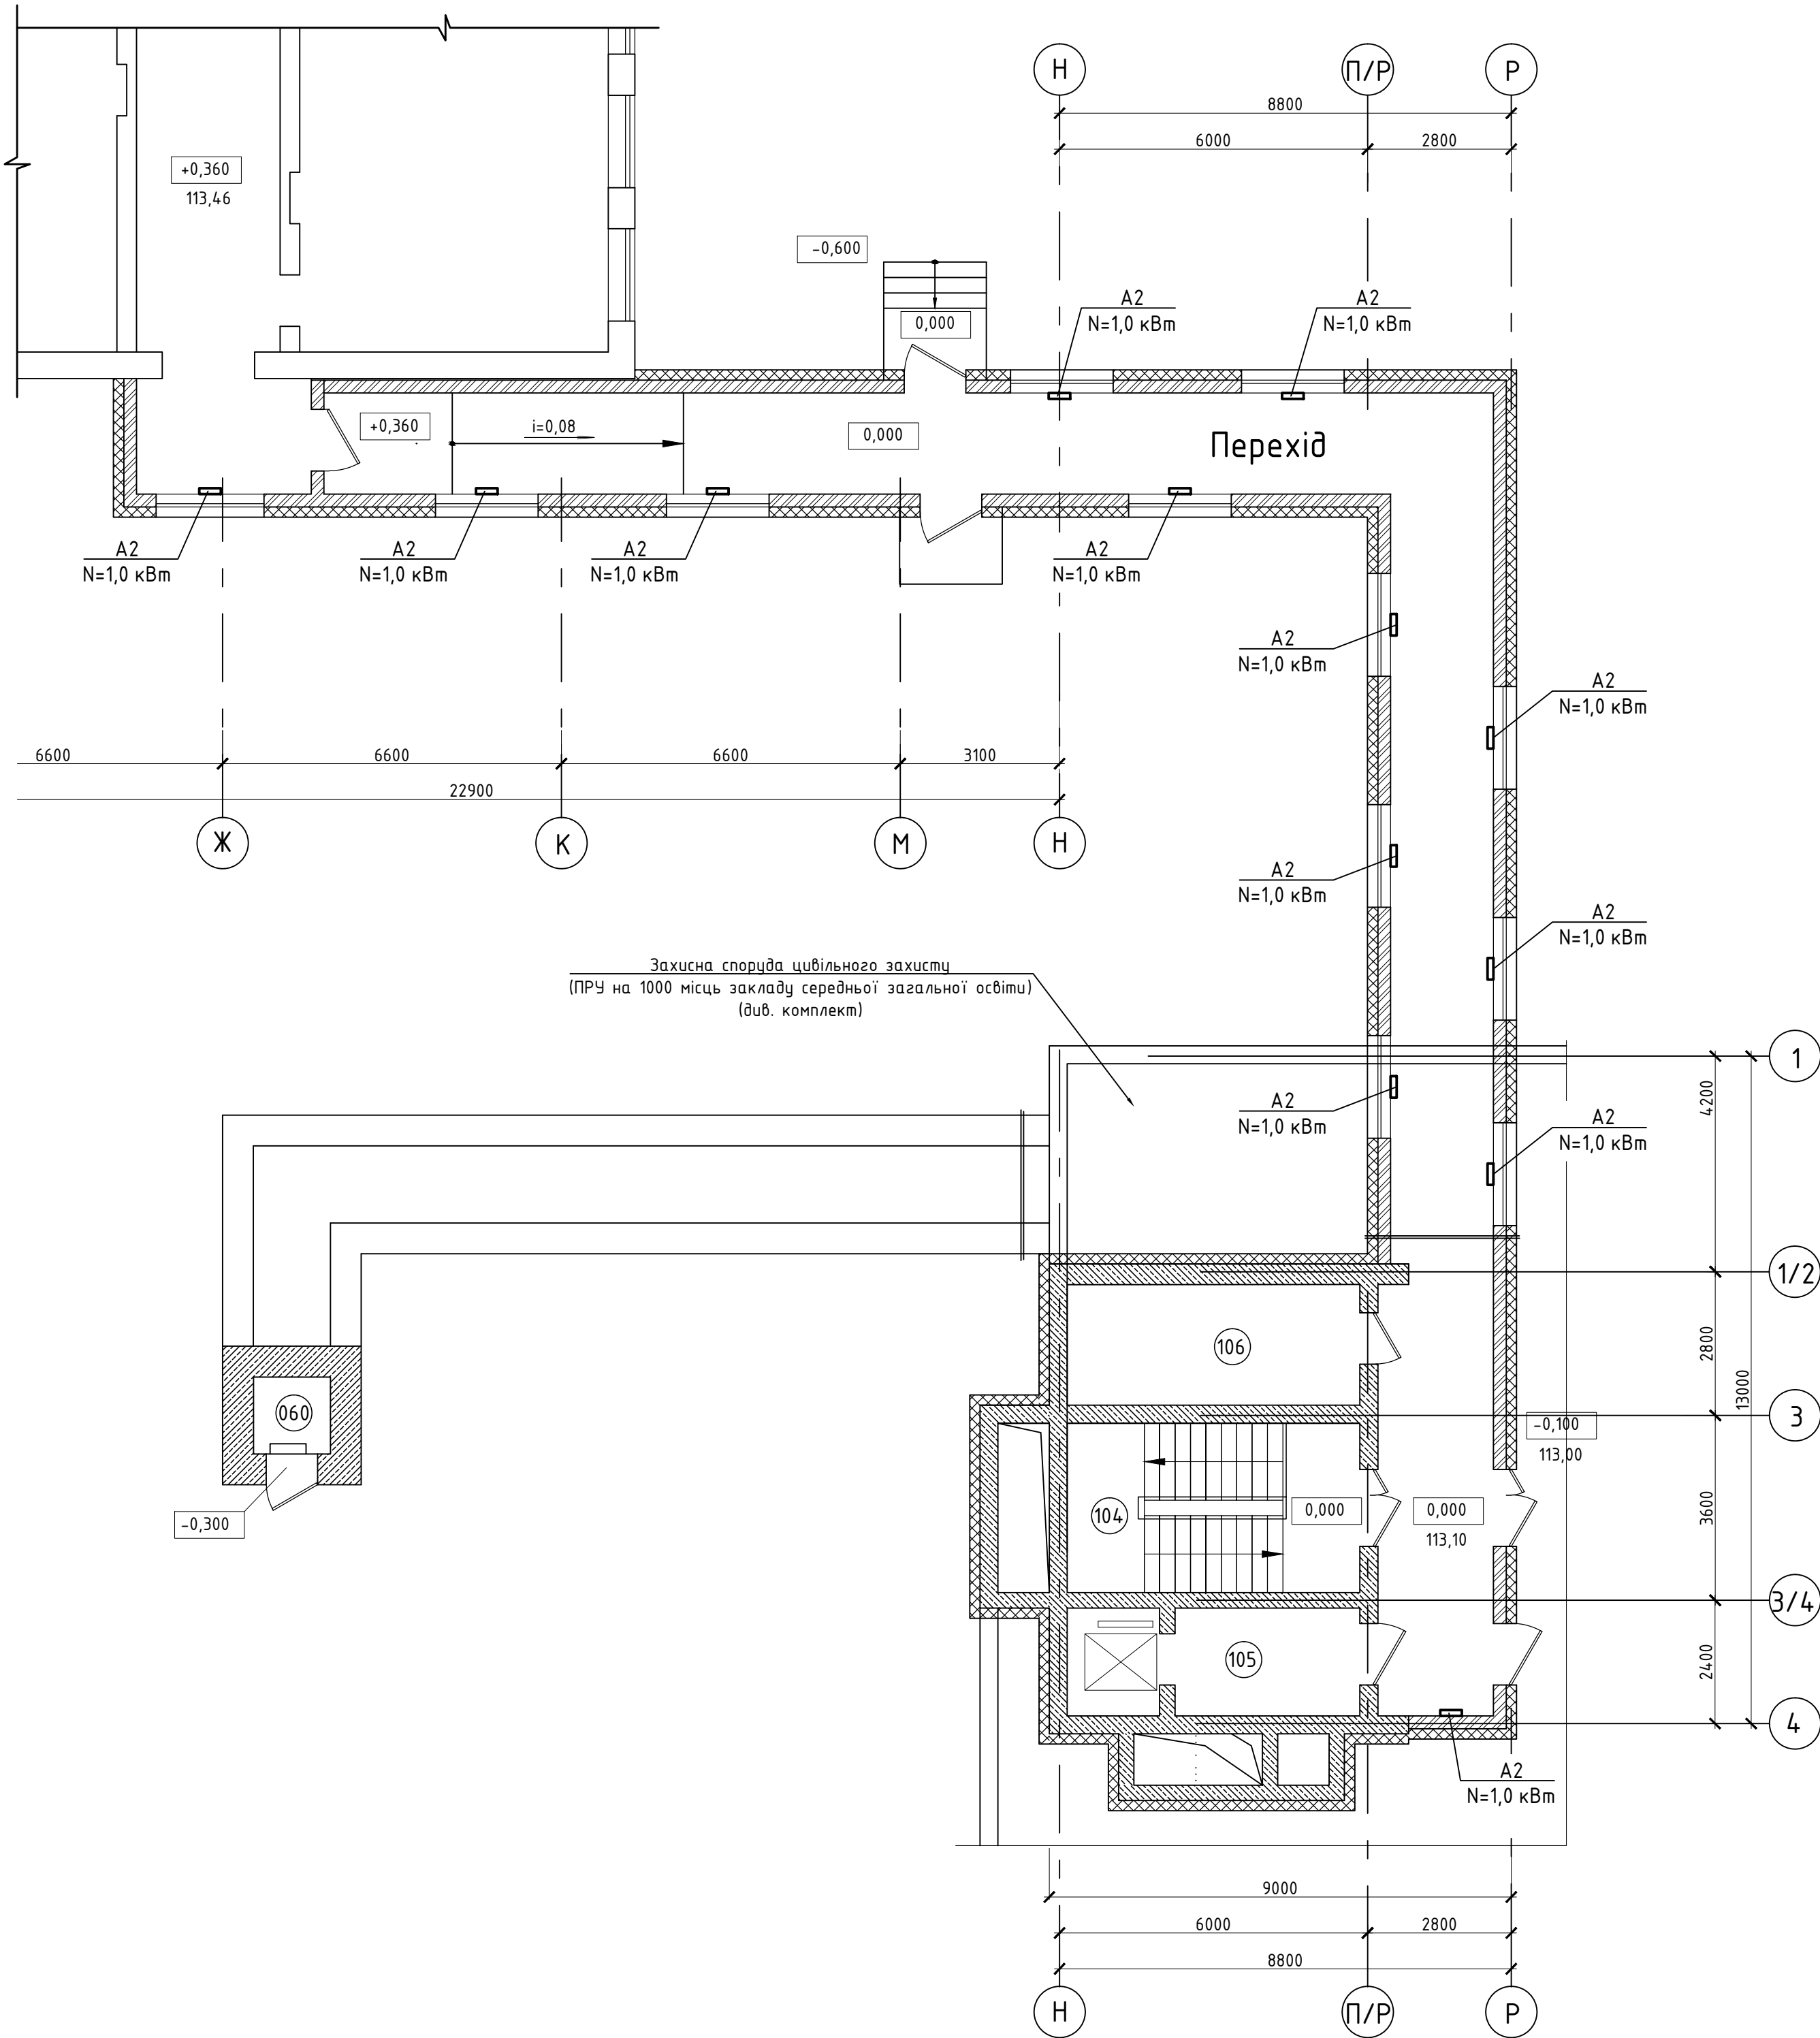 Н
П/Р
Р
8800
6000
2800
+0,360
113,46
-0,600
А2
N=1,0 кВт
А2
N=1,0 кВт
0,000
+0,360
i=0,08
0,000
Перехід
А2
N=1,0 кВт
А2
N=1,0 кВт
А2
N=1,0 кВт
А2
N=1,0 кВт
А2
N=1,0 кВт
А2
N=1,0 кВт
6600
6600
6600
3100
22900
Ж
К
М
Н
А2
N=1,0 кВт
А2
N=1,0 кВт
Захисна споруда цивільного захисту
(ПРУ на 1000 місць закладу середньої загальної освіти)
(див. комплект)
1
4200
А2
N=1,0 кВт
А2
N=1,0 кВт
1/2
106
2800
13000
060
-0,100
113,00
3
-0,300
104
0,000
0,000
113,10
3600
3/4
105
2400
4
А2
N=1,0 кВт
9000
6000
2800
8800
Н
П/Р
Р